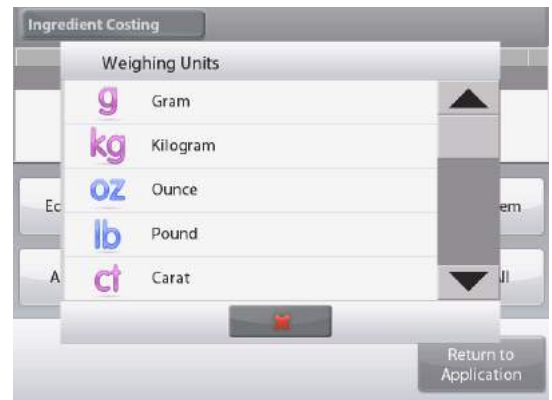 Ingredient Costing
Weighing Units
g Gram
kg Kilogram
oz Ounce
lb Pound
ct Carat
Return to
Application